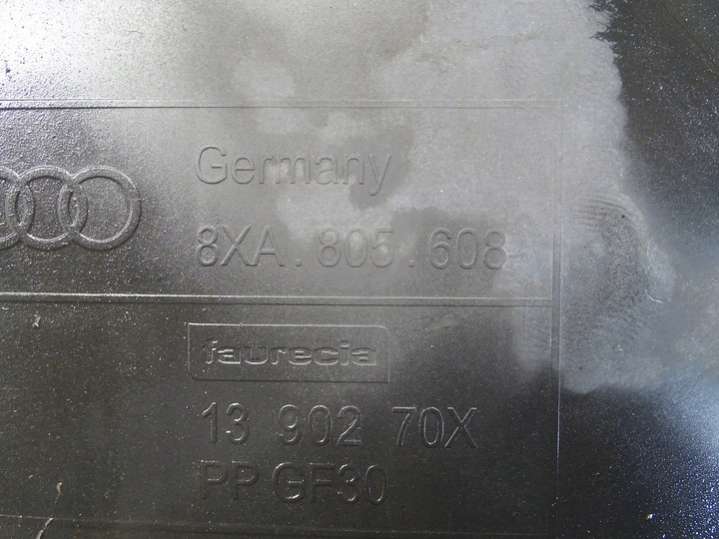 Germany
8XA.805.608
faurecia
13 902 70X
PP GF30